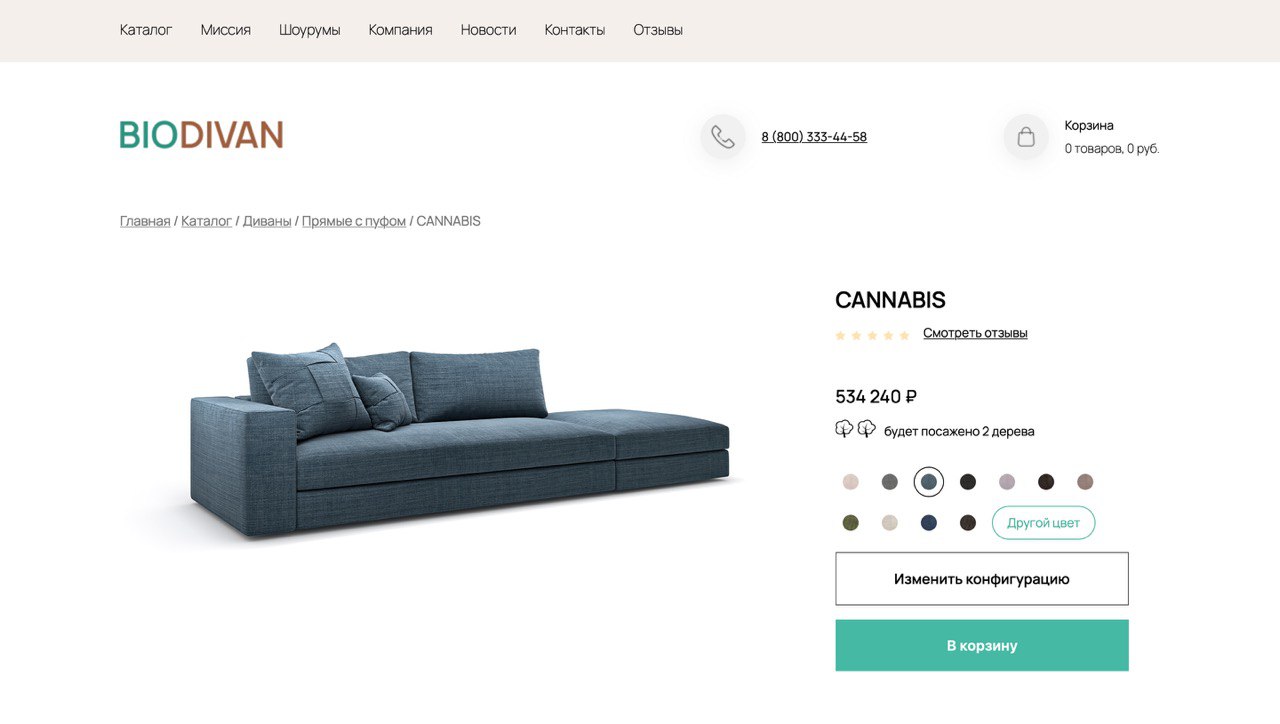 Каталог Миссия Шоурумы Компания Новости Контакты Отзывы
BIODIVAN
8 (800) 333-44-58
Корзина
0 товаров, 0 руб.
Главная / Каталог / Диваны / Прямые с пуфом / CANNABIS
CANNABIS
Смотреть отзывы
534 240 ₽
будет посажено 2 дерева
Другой цвет
Изменить конфигурацию
В корзину